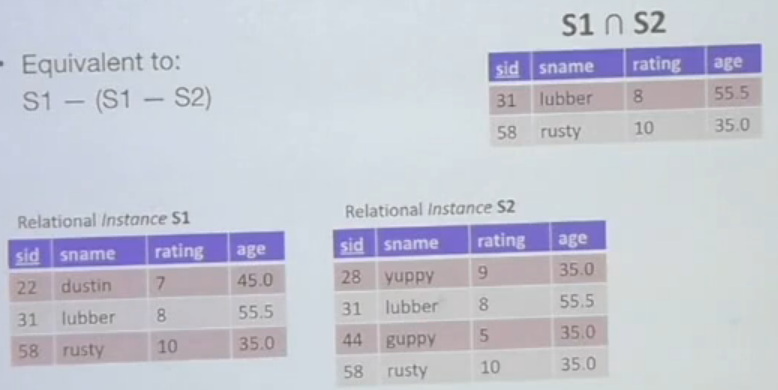 S1 ∩ S2
• Equivalent to:
S1 – (S1 – S2)
sid sname rating age
31 lubber 8 55.5
58 rusty 10 35.0
Relational Instance S1
sid sname rating age
22 dustin 7 45.0
31 lubber 8 55.5
58 rusty 10 35.0
Relational Instance S2
sid sname rating age
28 yuppy 9 35.0
31 lubber 8 55.5
44 guppy 5 35.0
58 rusty 10 35.0